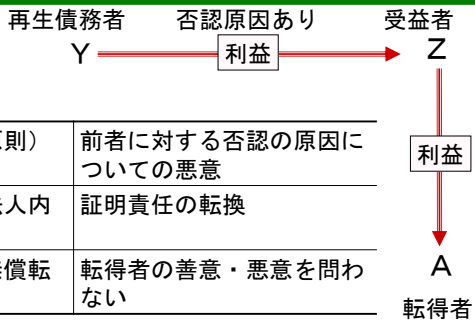 再生債務者 否認原因あり 受益者
Y 利益 Z
則） 前者に対する否認の原因に
ついての悪意
利益
人内 証明責任の転換
償転 転得者の善意・悪意を問わ
ない
A
転得者